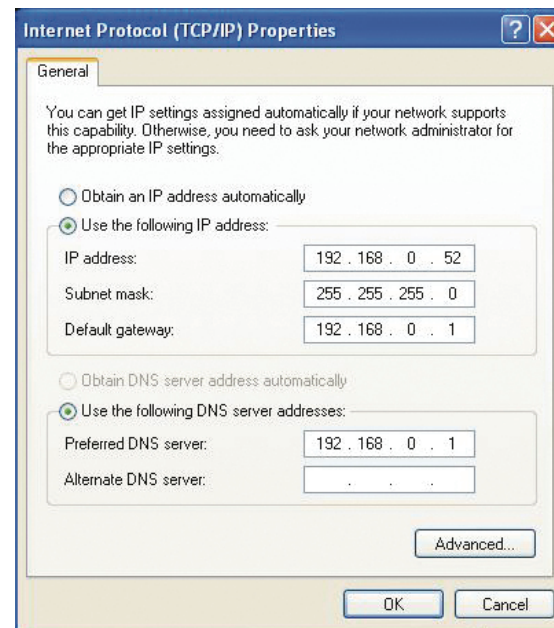 Internet Protocol (TCP/IP) Properties
General
You can get IP settings assigned automatically if your network supports
this capability. Otherwise, you need to ask your network administrator for
the appropriate IP settings.
Obtain an IP address automatically
Use the following IP address:
IP address: 192 . 168 . 0 . 52
Subnet mask: 255 . 255 . 255 . 0
Default gateway: 192 . 168 . 0 . 1
Obtain DNS server address automatically
Use the following DNS server addresses:
Preferred DNS server: 192 . 168 . 0 . 1
Alternate DNS server: . . .
Advanced...
OK Cancel